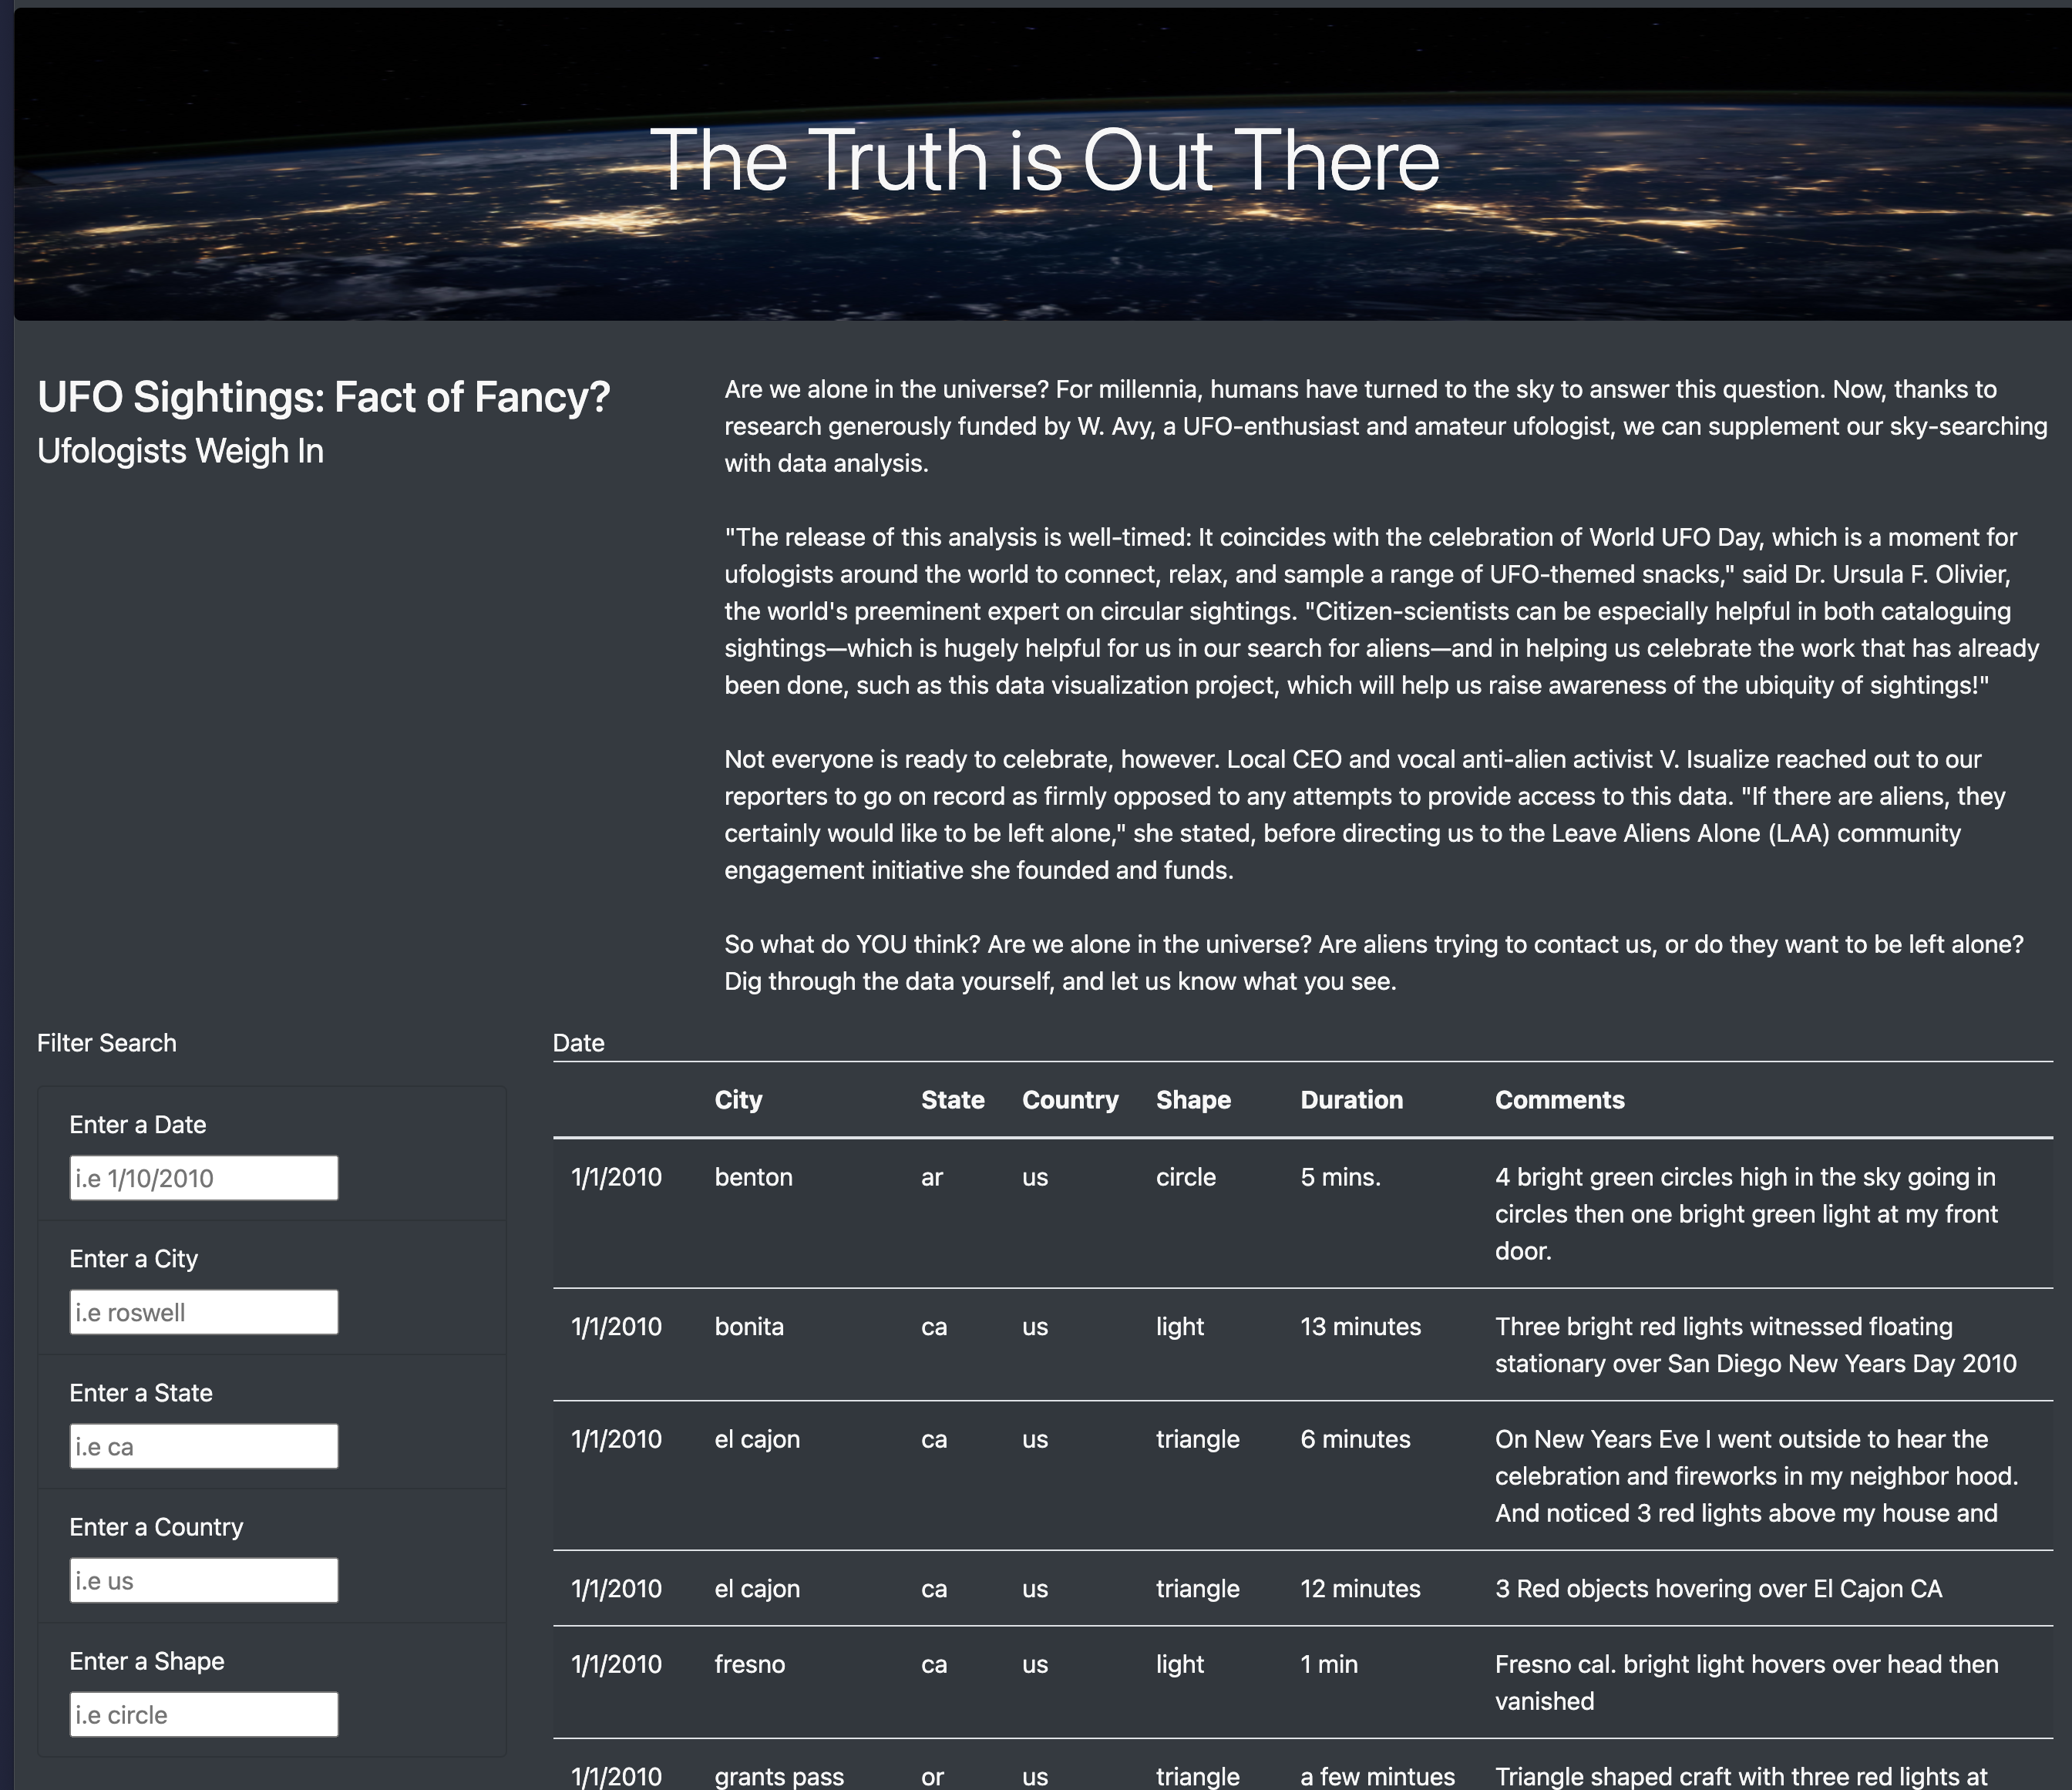 The Truth is Out There
UFO Sightings: Fact of Fancy?
Ufologists Weigh In
Are we alone in the universe? For millennia, humans have turned to the sky to answer this question. Now, thanks to
research generously funded by W. Avy, a UFO-enthusiast and amateur ufologist, we can supplement our sky-searching
with data analysis.
"The release of this analysis is well-timed: It coincides with the celebration of World UFO Day, which is a moment for
ufologists around the world to connect, relax, and sample a range of UFO-themed snacks," said Dr. Ursula F. Olivier,
the world's preeminent expert on circular sightings. "Citizen-scientists can be especially helpful in both cataloguing
sightings—which is hugely helpful for us in our search for aliens—and in helping us celebrate the work that has already
been done, such as this data visualization project, which will help us raise awareness of the ubiquity of sightings!"
Not everyone is ready to celebrate, however. Local CEO and vocal anti-alien activist V. Isualize reached out to our
reporters to go on record as firmly opposed to any attempts to provide access to this data. "If there are aliens, they
certainly would like to be left alone," she stated, before directing us to the Leave Aliens Alone (LAA) community
engagement initiative she founded and funds.
So what do YOU think? Are we alone in the universe? Are aliens trying to contact us, or do they want to be left alone?
Dig through the data yourself, and let us know what you see.
Filter Search
Enter a Date
i.e 1/10/2010
Enter a City
i.e roswell
Enter a State
i.e ca
Enter a Country
i.e us
Enter a Shape
i.e circle
Date
City State Country Shape Duration Comments
1/1/2010 benton ar us circle 5 mins. 4 bright green circles high in the sky going in
circles then one bright green light at my front
door.
1/1/2010 bonita ca us light 13 minutes Three bright red lights witnessed floating
stationary over San Diego New Years Day 2010
1/1/2010 el cajon ca us triangle 6 minutes On New Years Eve I went outside to hear the
celebration and fireworks in my neighbor hood.
And noticed 3 red lights above my house and
1/1/2010 el cajon ca us triangle 12 minutes 3 Red objects hovering over El Cajon CA
1/1/2010 fresno ca us light 1 min Fresno cal. bright light hovers over head then
vanished
1/1/2010 grants pass or us triangle a few mintues Triangle shaped craft with three red lights at